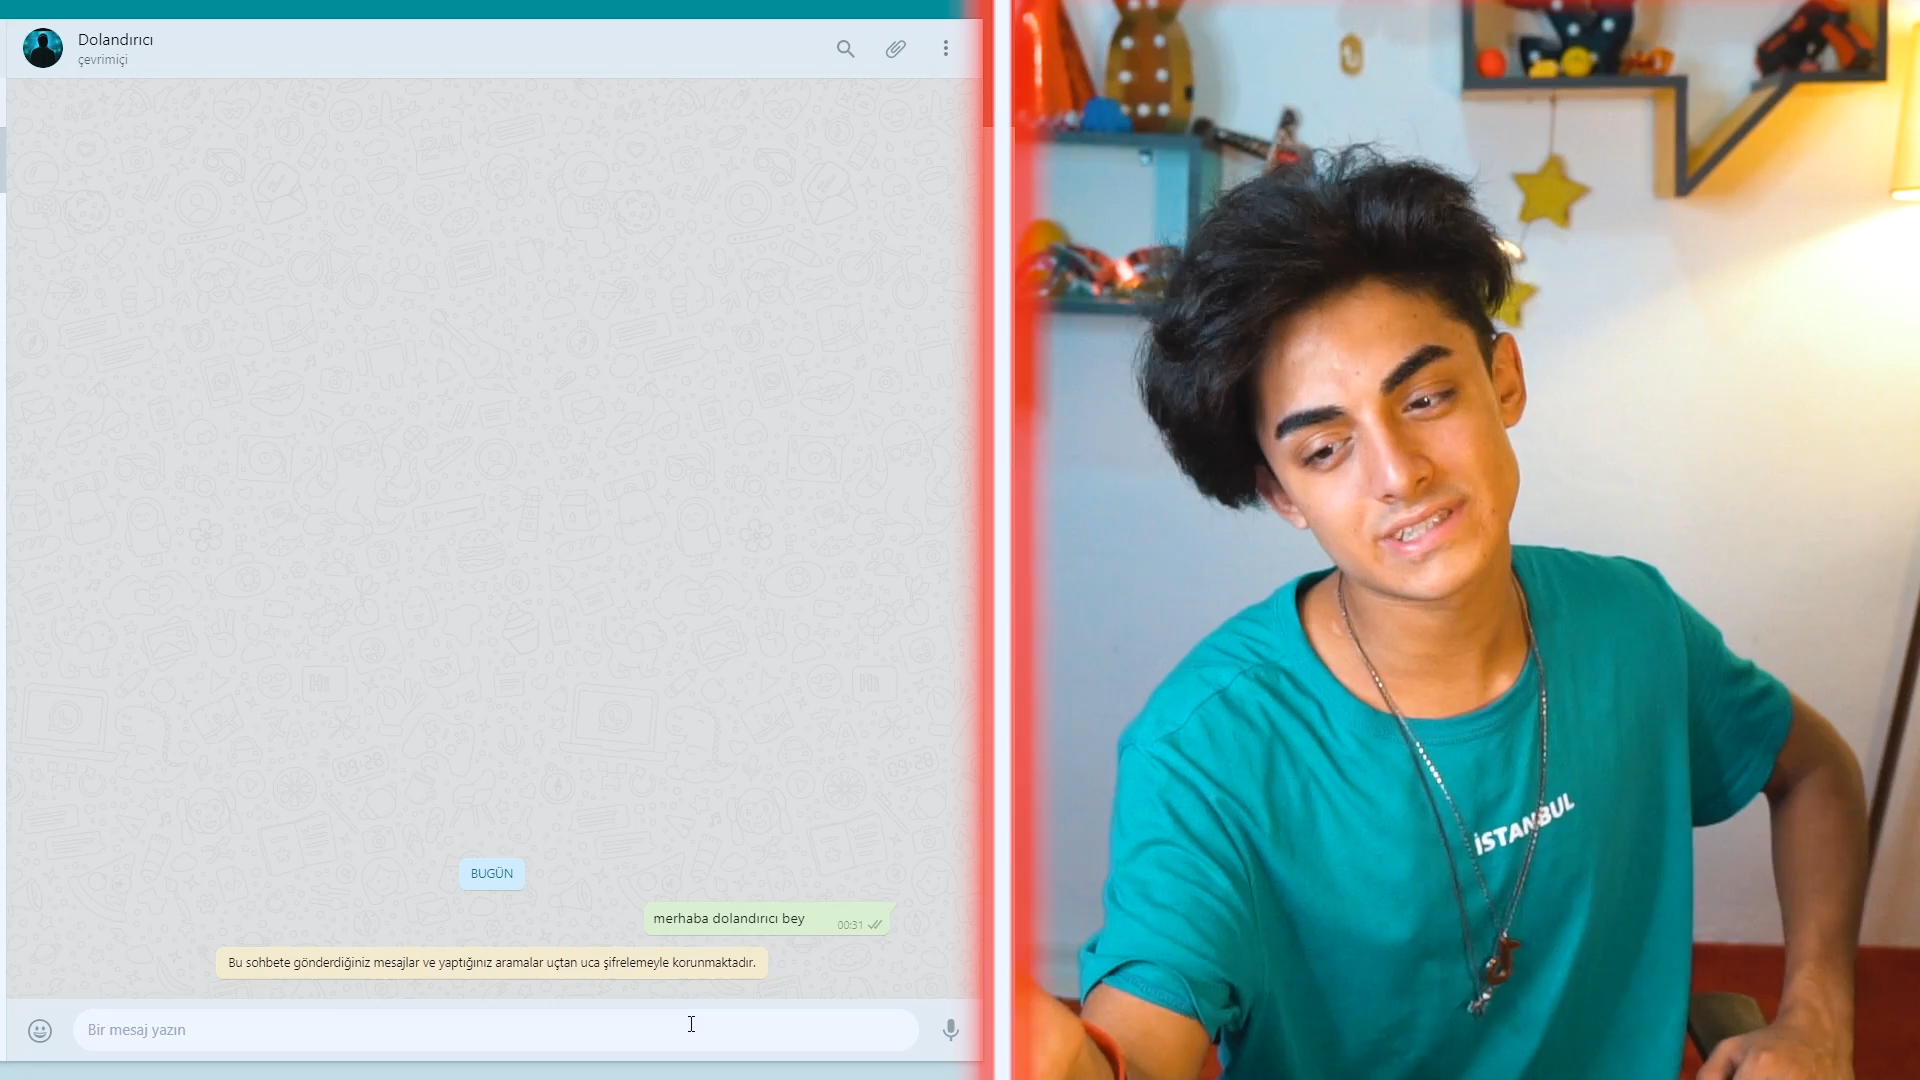 Dolandırıcı
çevrimiçi
BUGÜN
merhaba dolandırıcı bey
00:31
Bu sohbete gönderdiğiniz mesajlar ve yaptığınız aramalar uçtan uca şifrelemeyle korunmaktadır.
Bir mesaj yazın
İSTANBUL